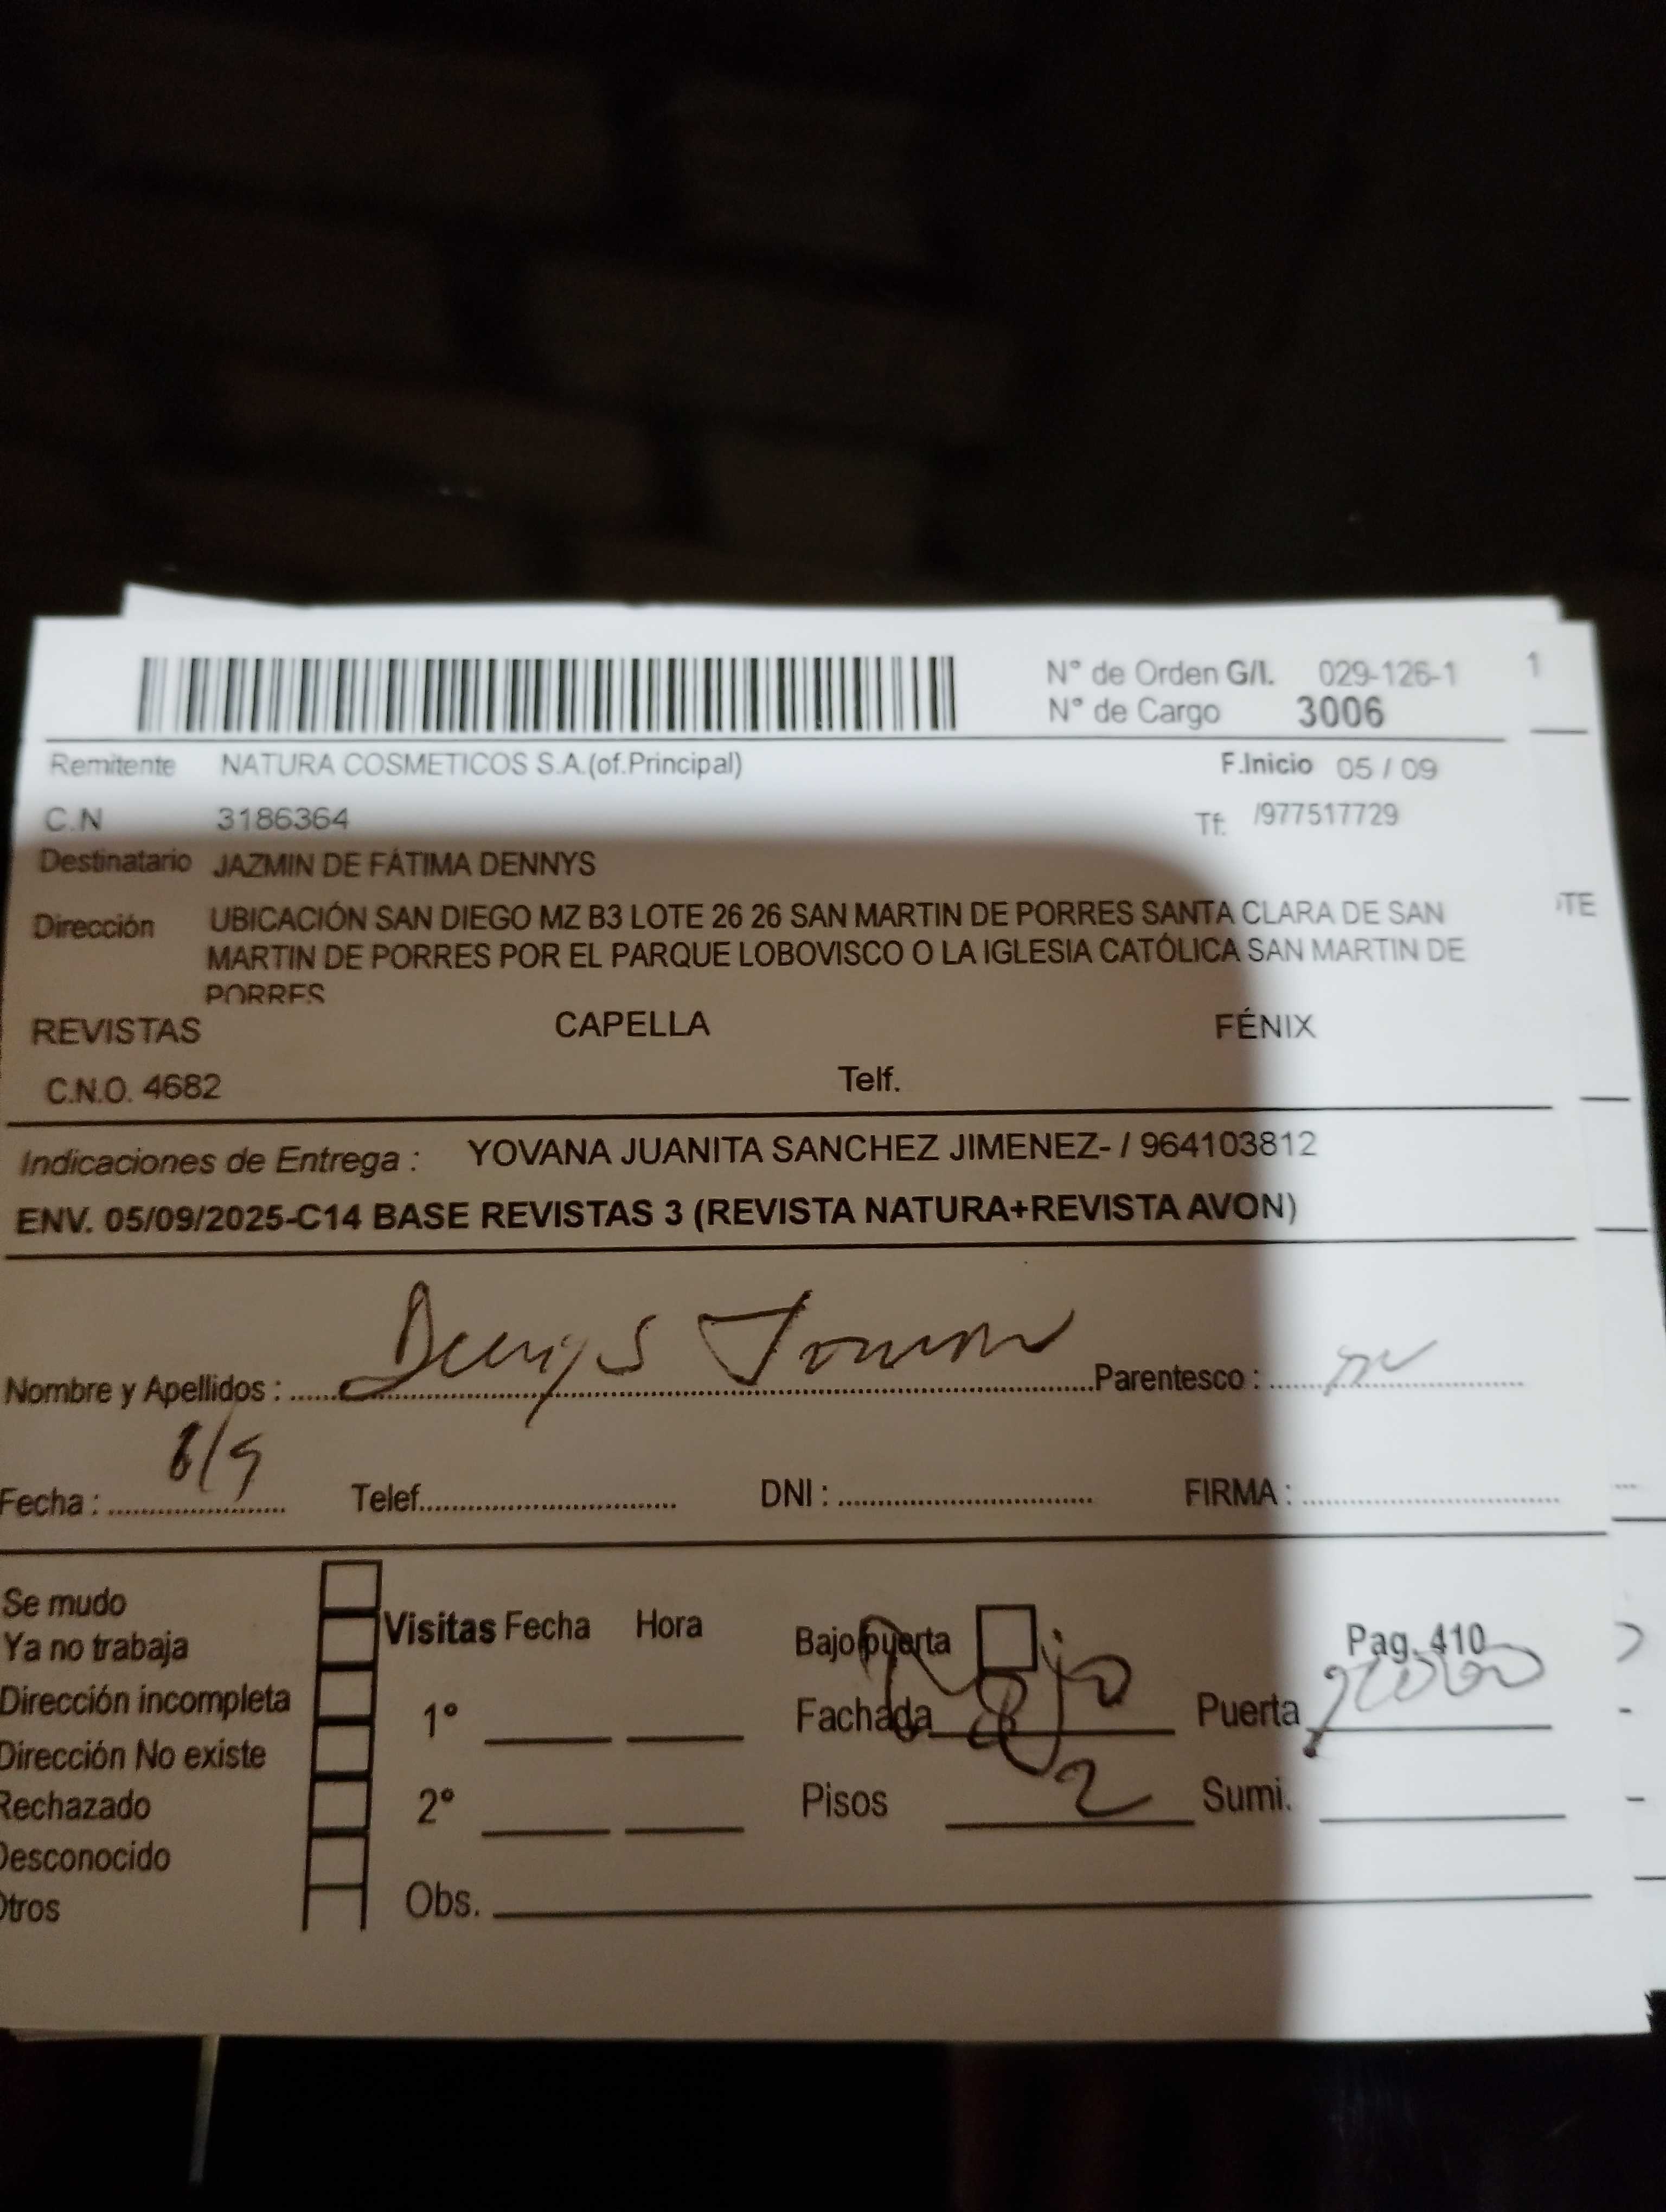 N° de Orden G/I. 029-126-1 1
N° de Cargo 3006
Remitente NATURA COSMETICOS S.A.(of.Principal) F.Inicio 05 / 09
C.N 3186364 Tf: /977517729
Destinatario JAZMIN DE FÁTIMA DENNYS
Dirección UBICACIÓN SAN DIEGO MZ B3 LOTE 26 26 SAN MARTIN DE PORRES SANTA CLARA DE SAN
MARTIN DE PORRES POR EL PARQUE LOBOVISCO O LA IGLESIA CATÓLICA SAN MARTIN DE
PORRES
REVISTAS CAPELLA FÉNIX
C.N.O. 4682 Telf.
Indicaciones de Entrega : YOVANA JUANITA SANCHEZ JIMENEZ- / 964103812
ENV. 05/09/2025-C14 BASE REVISTAS 3 (REVISTA NATURA+REVISTA AVON)
Nombre y Apellidos : Dennys Parentesco :
Fecha : 8/9 Telef. DNI : FIRMA :
Se mudo
Ya no trabaja
Dirección incompleta
Dirección No existe
Rechazado
Desconocido
Otros
Visitas Fecha Hora
1°
2°
Bajo puerta Pag. 410
Fachada Puerta
Pisos 2 Sumi.
Obs.